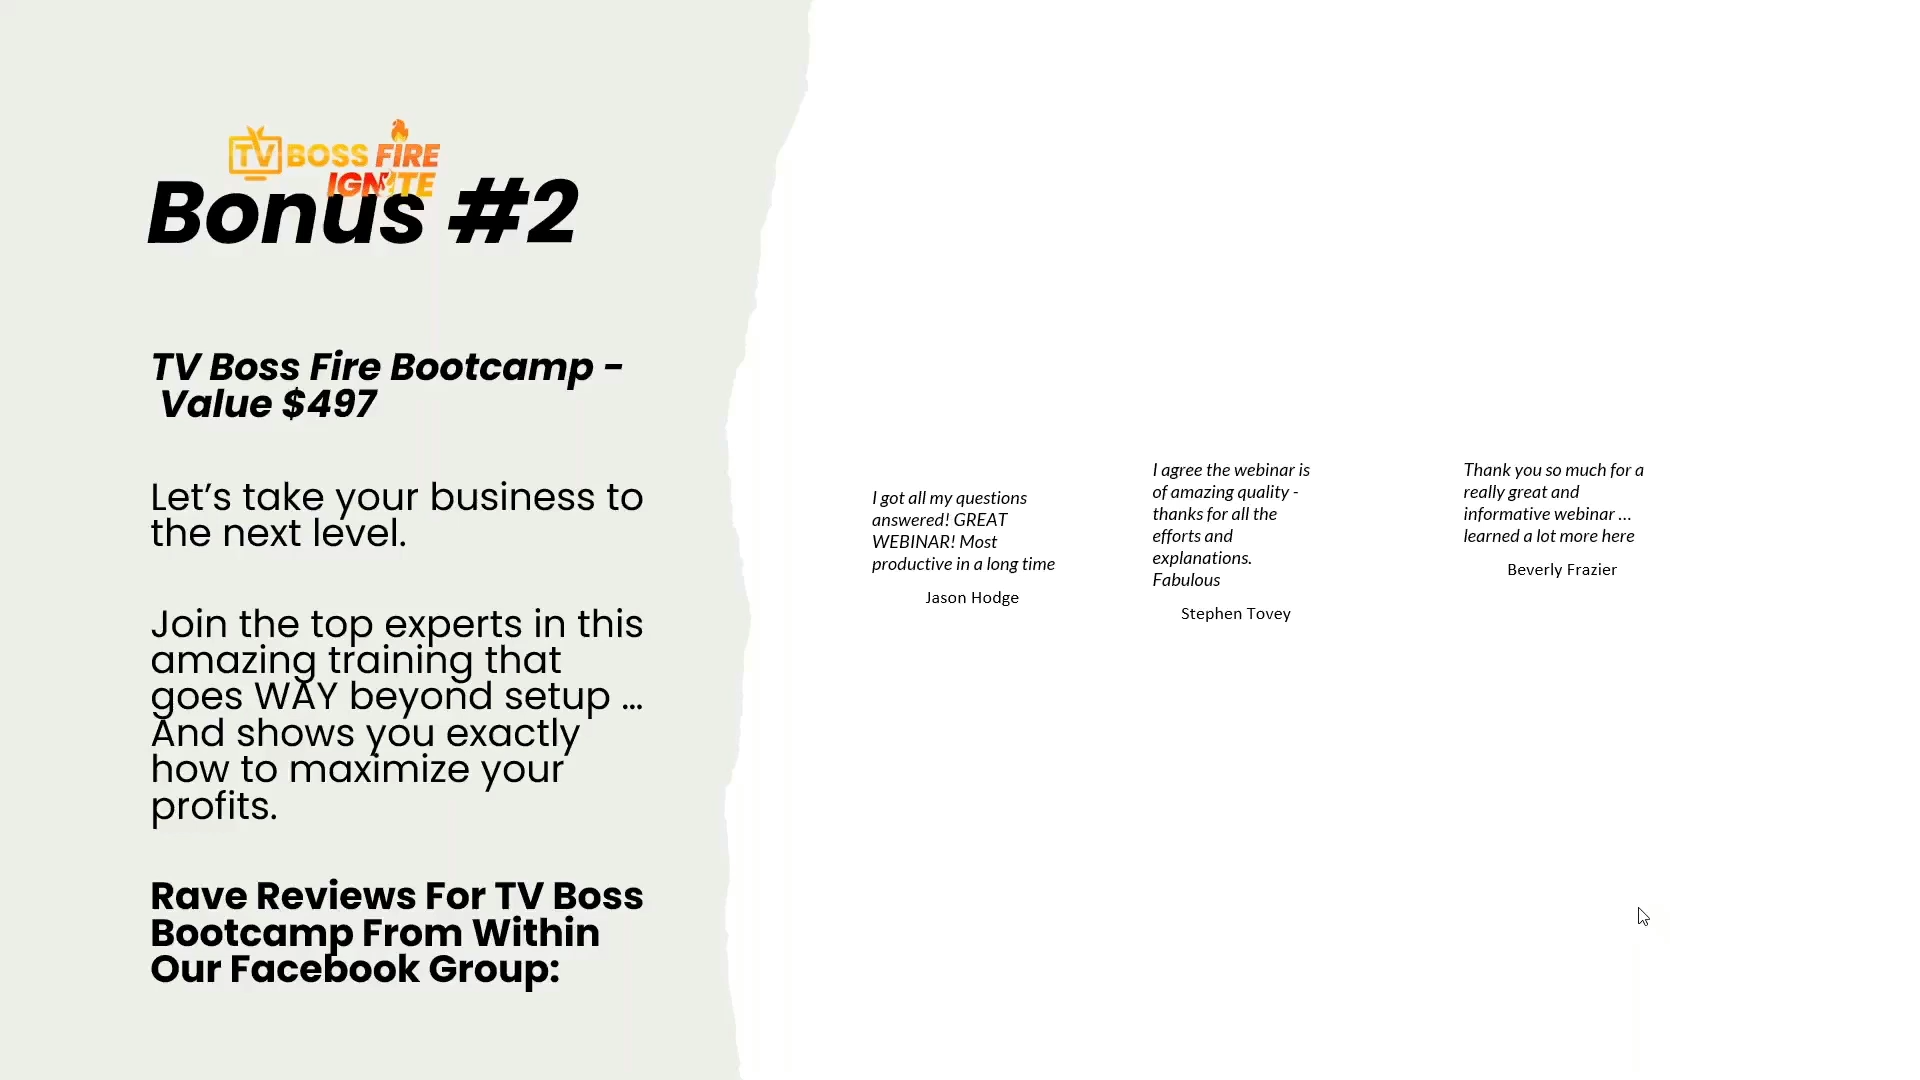 TV BOSS FIRE
IGNITE
Bonus #2
TV Boss Fire Bootcamp -
Value $497
Let’s take your business to
the next level.
Join the top experts in this
amazing training that
goes WAY beyond setup ...
And shows you exactly
how to maximize your
profits.
Rave Reviews For TV Boss
Bootcamp From Within
Our Facebook Group:
I got all my questions
answered! GREAT
WEBINAR! Most
productive in a long time
Jason Hodge
I agree the webinar is
of amazing quality -
thanks for all the
efforts and
explanations.
Fabulous
Stephen Tovey
Thank you so much for a
really great and
informative webinar ...
learned a lot more here
Beverly Frazier